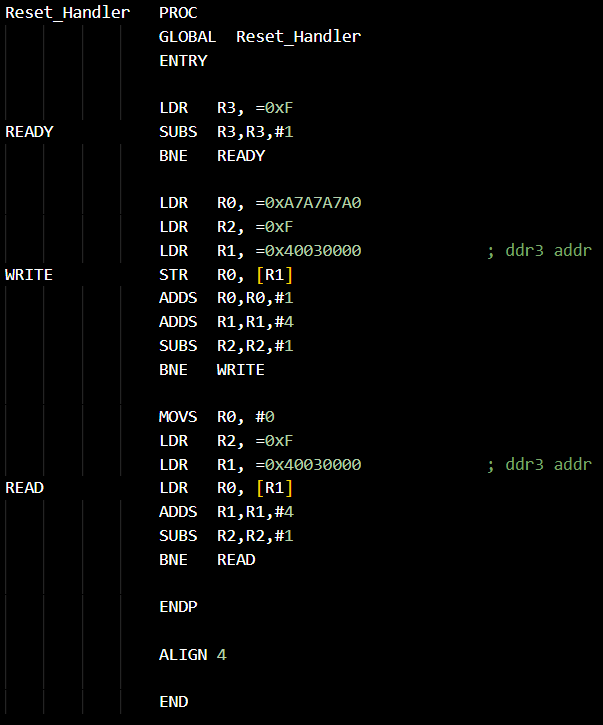 Reset_Handler   PROC
                GLOBAL  Reset_Handler
                ENTRY

                LDR   R3, =0xF
READY           SUBS  R3,R3,#1
                BNE   READY

                LDR   R0, =0xA7A7A7A0
                LDR   R2, =0xF
                LDR   R1, =0x40030000             ; ddr3 addr
WRITE           STR   R0, [R1]
                ADDS  R0,R0,#1
                ADDS  R1,R1,#4
                SUBS  R2,R2,#1
                BNE   WRITE

                MOVS  R0, #0
                LDR   R2, =0xF
                LDR   R1, =0x40030000             ; ddr3 addr
READ            LDR   R0, [R1]
                ADDS  R1,R1,#4
                SUBS  R2,R2,#1
                BNE   READ

                ENDP

                ALIGN 4

                END